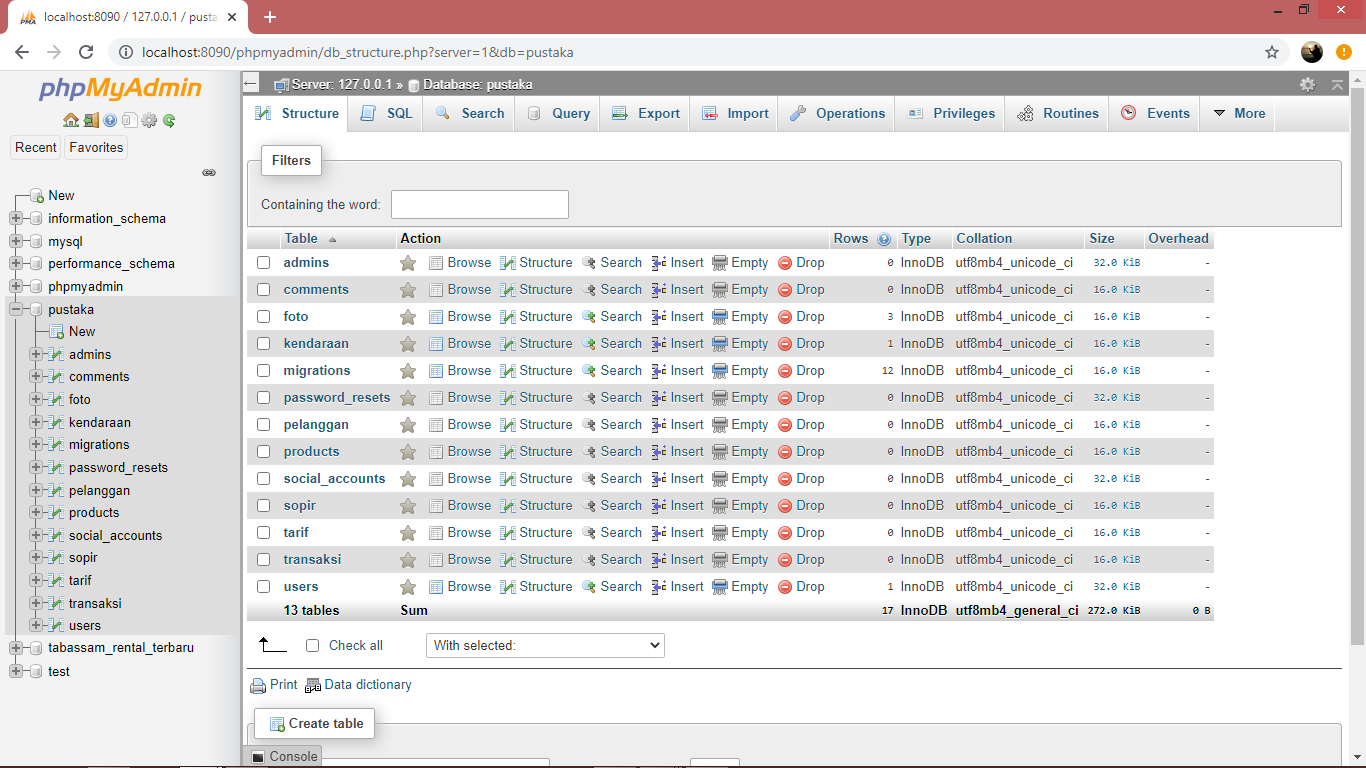 localhost:8090 / 127.0.0.1 / pusta
localhost:8090/phpmyadmin/db_structure.php?server=1&db=pustaka
phpMyAdmin
Recent Favorites
New
information_schema
mysql
performance_schema
phpmyadmin
pustaka
New
admins
comments
foto
kendaraan
migrations
password_resets
pelanggan
products
social_accounts
sopir
tarif
transaksi
users
tabassam_rental_terbaru
test
Server: 127.0.0.1 » Database: pustaka
Structure SQL Search Query Export Import Operations Privileges Routines Events More
Filters
Containing the word:
Table Action Rows Type Collation Size Overhead
admins Browse Structure Search Insert Empty Drop 0 InnoDB utf8mb4_unicode_ci 32.0 KiB -
comments Browse Structure Search Insert Empty Drop 0 InnoDB utf8mb4_unicode_ci 16.0 KiB -
foto Browse Structure Search Insert Empty Drop 3 InnoDB utf8mb4_unicode_ci 16.0 KiB -
kendaraan Browse Structure Search Insert Empty Drop 1 InnoDB utf8mb4_unicode_ci 16.0 KiB -
migrations Browse Structure Search Insert Empty Drop 12 InnoDB utf8mb4_unicode_ci 16.0 KiB -
password_resets Browse Structure Search Insert Empty Drop 0 InnoDB utf8mb4_unicode_ci 32.0 KiB -
pelanggan Browse Structure Search Insert Empty Drop 0 InnoDB utf8mb4_unicode_ci 16.0 KiB -
products Browse Structure Search Insert Empty Drop 0 InnoDB utf8mb4_unicode_ci 16.0 KiB -
social_accounts Browse Structure Search Insert Empty Drop 0 InnoDB utf8mb4_unicode_ci 32.0 KiB -
sopir Browse Structure Search Insert Empty Drop 0 InnoDB utf8mb4_unicode_ci 16.0 KiB -
tarif Browse Structure Search Insert Empty Drop 0 InnoDB utf8mb4_unicode_ci 16.0 KiB -
transaksi Browse Structure Search Insert Empty Drop 0 InnoDB utf8mb4_unicode_ci 16.0 KiB -
users Browse Structure Search Insert Empty Drop 1 InnoDB utf8mb4_unicode_ci 32.0 KiB -
13 tables Sum 17 InnoDB utf8mb4_general_ci 272.0 KiB 0 B
Check all With selected:
Print Data dictionary
Create table
Console